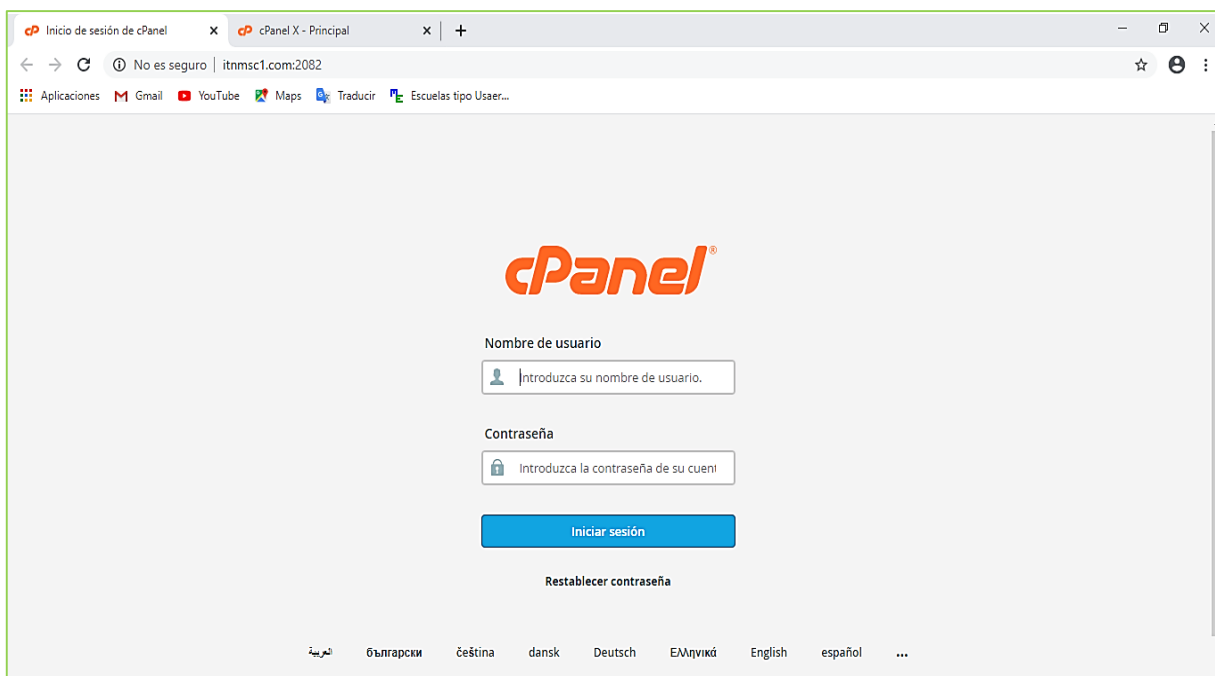 Inicio de sesión de cPanel
cPanel X - Principal
No es seguro | itnmsc1.com:2082
Aplicaciones Gmail YouTube Maps Traducir Escuelas tipo Usaer...
cPanel®
Nombre de usuario
Introduzca su nombre de usuario.
Contraseña
Introduzca la contraseña de su cuent
Iniciar sesión
Restablecer contraseña
العربية български čeština dansk Deutsch Ελληνικά English español ...